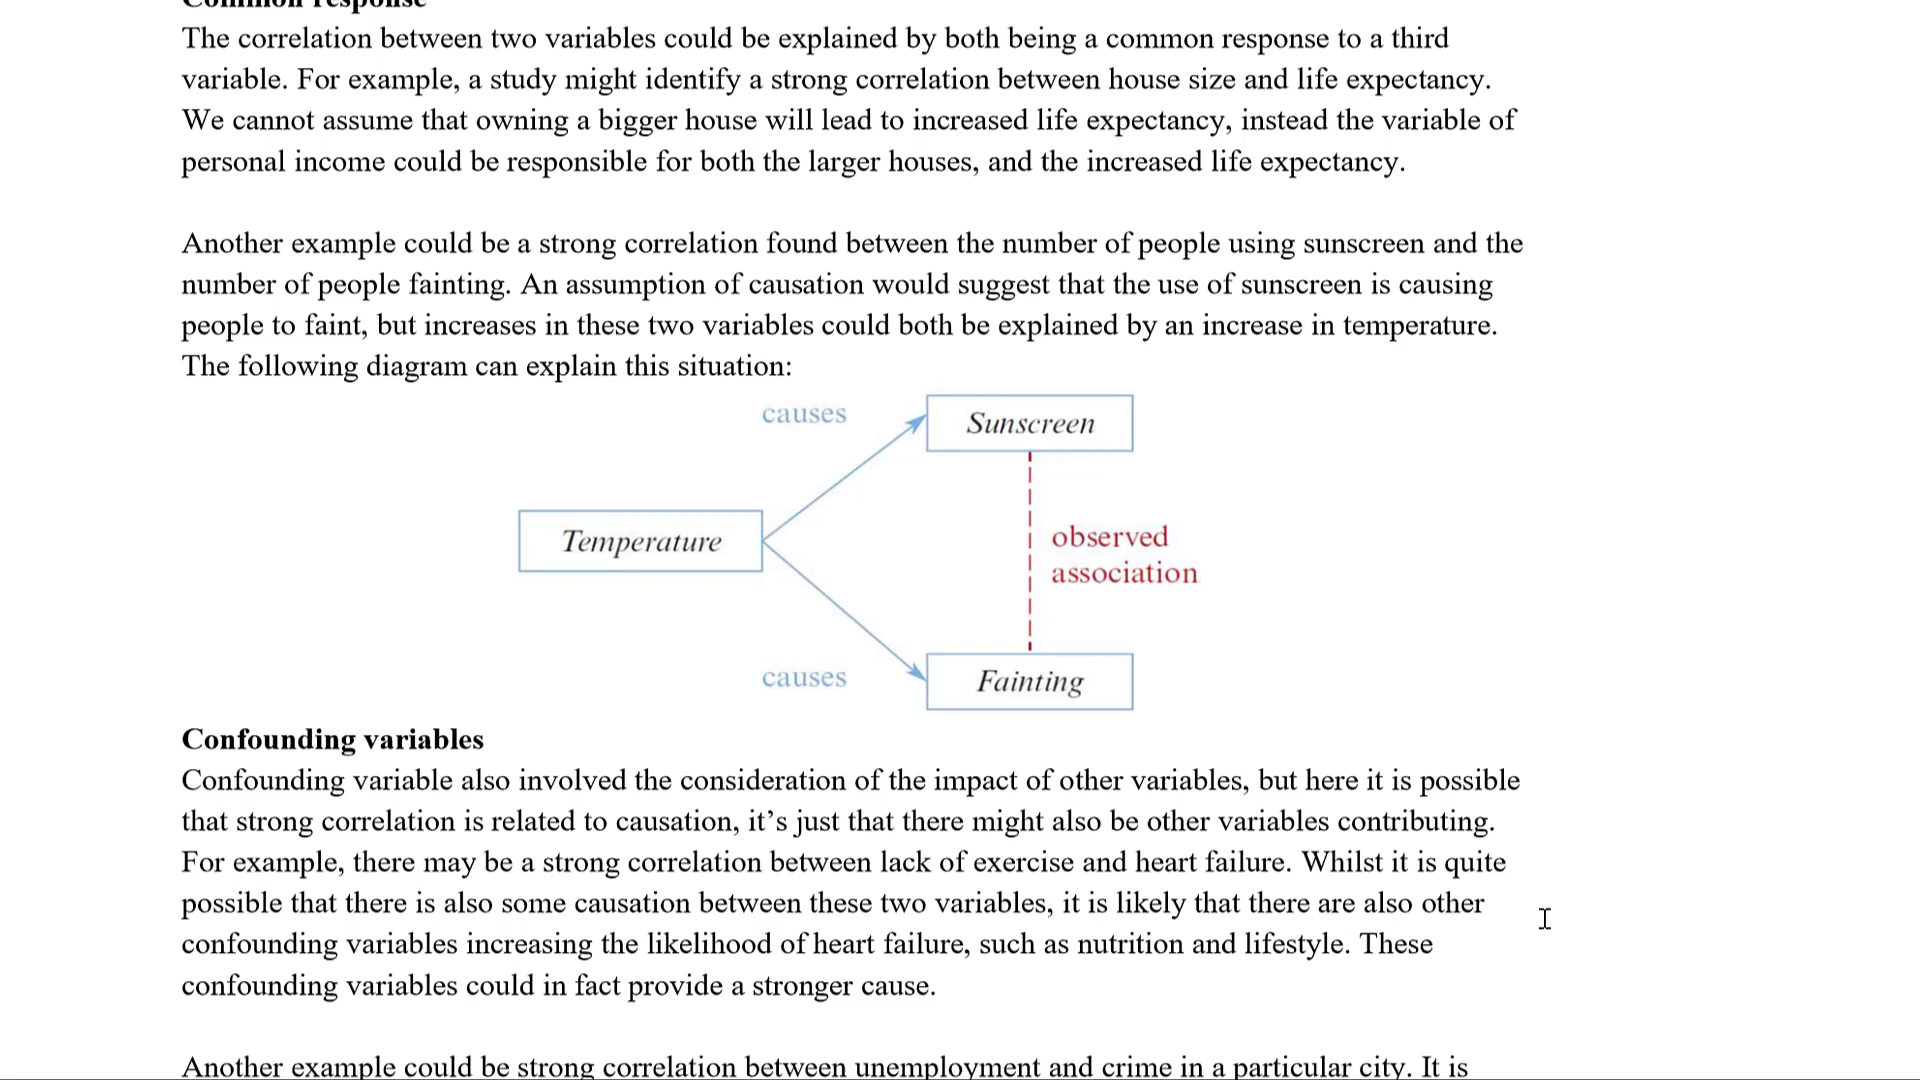 Common response
The correlation between two variables could be explained by both being a common response to a third
variable. For example, a study might identify a strong correlation between house size and life expectancy.
We cannot assume that owning a bigger house will lead to increased life expectancy, instead the variable of
personal income could be responsible for both the larger houses, and the increased life expectancy.
Another example could be a strong correlation found between the number of people using sunscreen and the
number of people fainting. An assumption of causation would suggest that the use of sunscreen is causing
people to faint, but increases in these two variables could both be explained by an increase in temperature.
The following diagram can explain this situation:
causes
Sunscreen
Temperature
observed
association
causes
Fainting
Confounding variables
Confounding variable also involved the consideration of the impact of other variables, but here it is possible
that strong correlation is related to causation, it’s just that there might also be other variables contributing.
For example, there may be a strong correlation between lack of exercise and heart failure. Whilst it is quite
possible that there is also some causation between these two variables, it is likely that there are also other
confounding variables increasing the likelihood of heart failure, such as nutrition and lifestyle. These
confounding variables could in fact provide a stronger cause.
Another example could be strong correlation between unemployment and crime in a particular city. It is